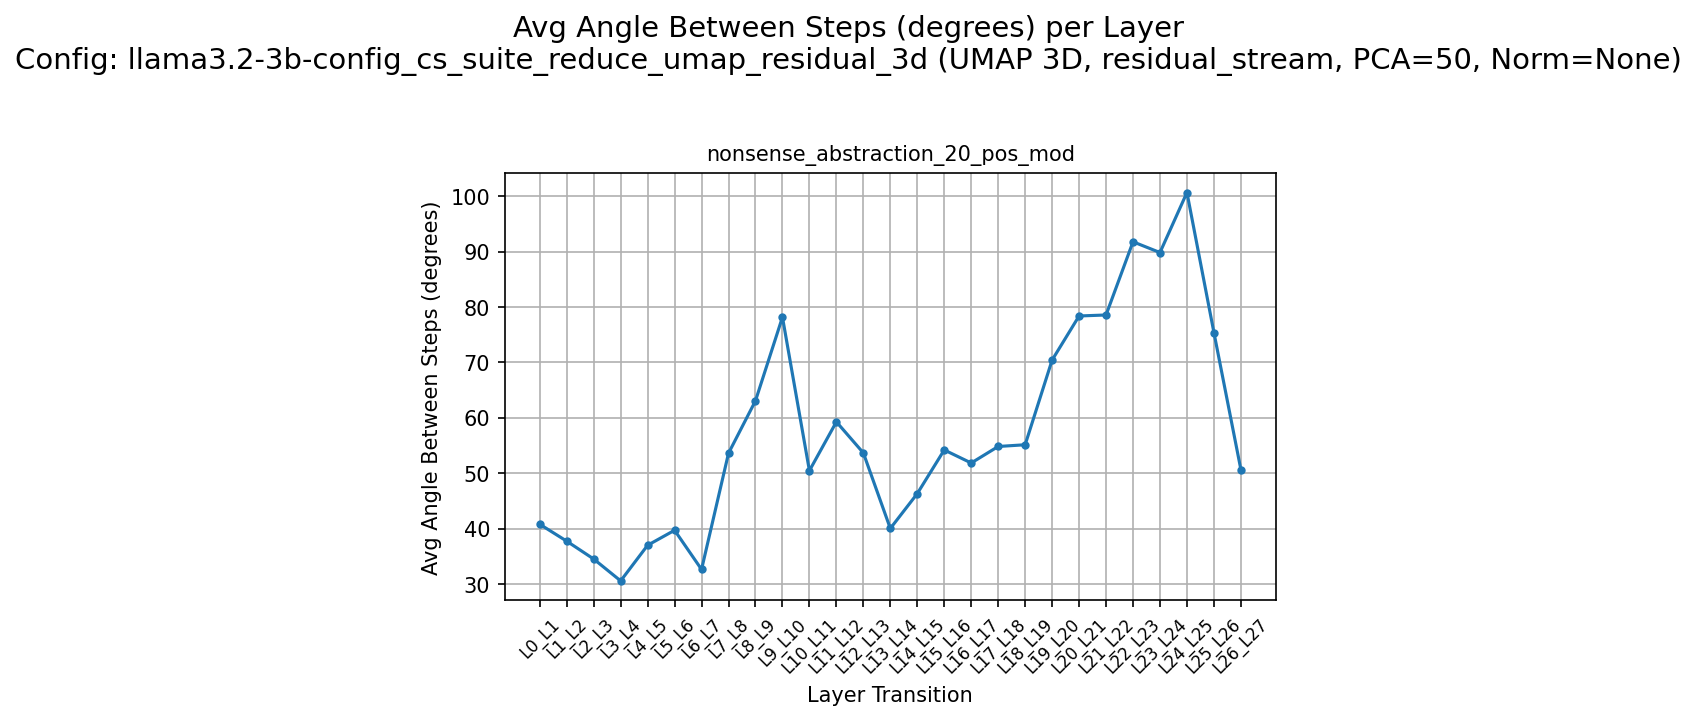 Avg Angle Between Steps (degrees) per Layer
Config: llama3.2-3b-config_cs_suite_reduce_umap_residual_3d (UMAP 3D, residual_stream, PCA=50, Norm=None)
nonsense_abstraction_20_pos_mod
Avg Angle Between Steps (degrees)
100
90
80
70
60
50
40
30
L0_L1
L1_L2
L2_L3
L3_L4
L4_L5
L5_L6
L6_L7
L7_L8
L8_L9
L9_L10
L10_L11
L11_L12
L12_L13
L13_L14
L14_L15
L15_L16
L16_L17
L17_L18
L18_L19
L19_L20
L20_L21
L21_L22
L22_L23
L23_L24
L24_L25
L25_L26
L26_L27
Layer Transition